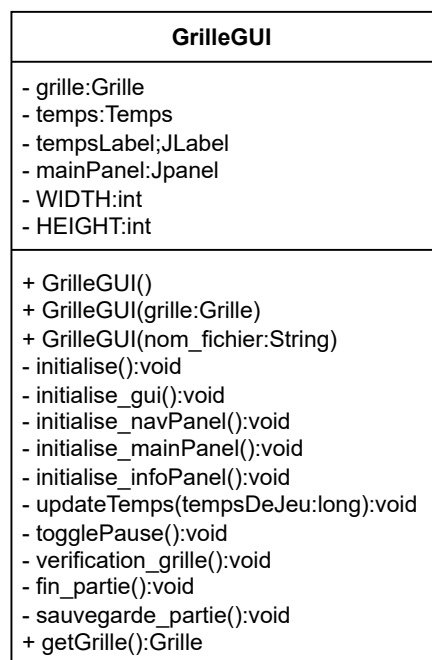 GrilleGUI
- grille:Grille
- temps:Temps
- tempsLabel;JLabel
- mainPanel:Jpanel
- WIDTH:int
- HEIGHT:int
+ GrilleGUI()
+ GrilleGUI(grille:Grille)
+ GrilleGUI(nom_fichier:String)
- initialise():void
- initialise_gui():void
- initialise_navPanel():void
- initialise_mainPanel():void
- initialise_infoPanel():void
- updateTemps(tempsDeJeu:long):void
- togglePause():void
- verification_grille():void
- fin_partie():void
- sauvegarde_partie():void
+ getGrille():Grille